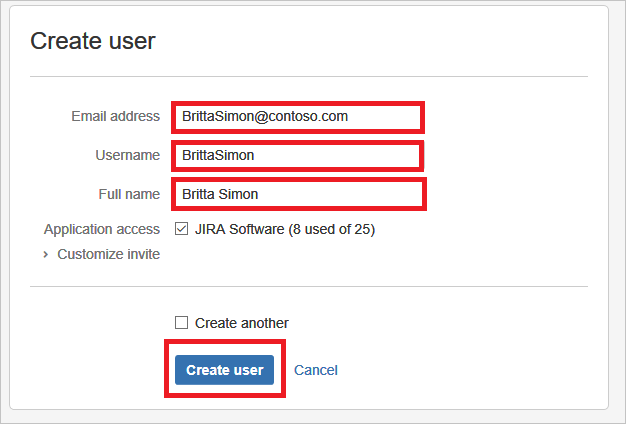 Create user
Email address BrittaSimon@contoso.com
Username BrittaSimon
Full name Britta Simon
Application access JIRA Software (8 used of 25)
Customize invite
Create another
Create user Cancel